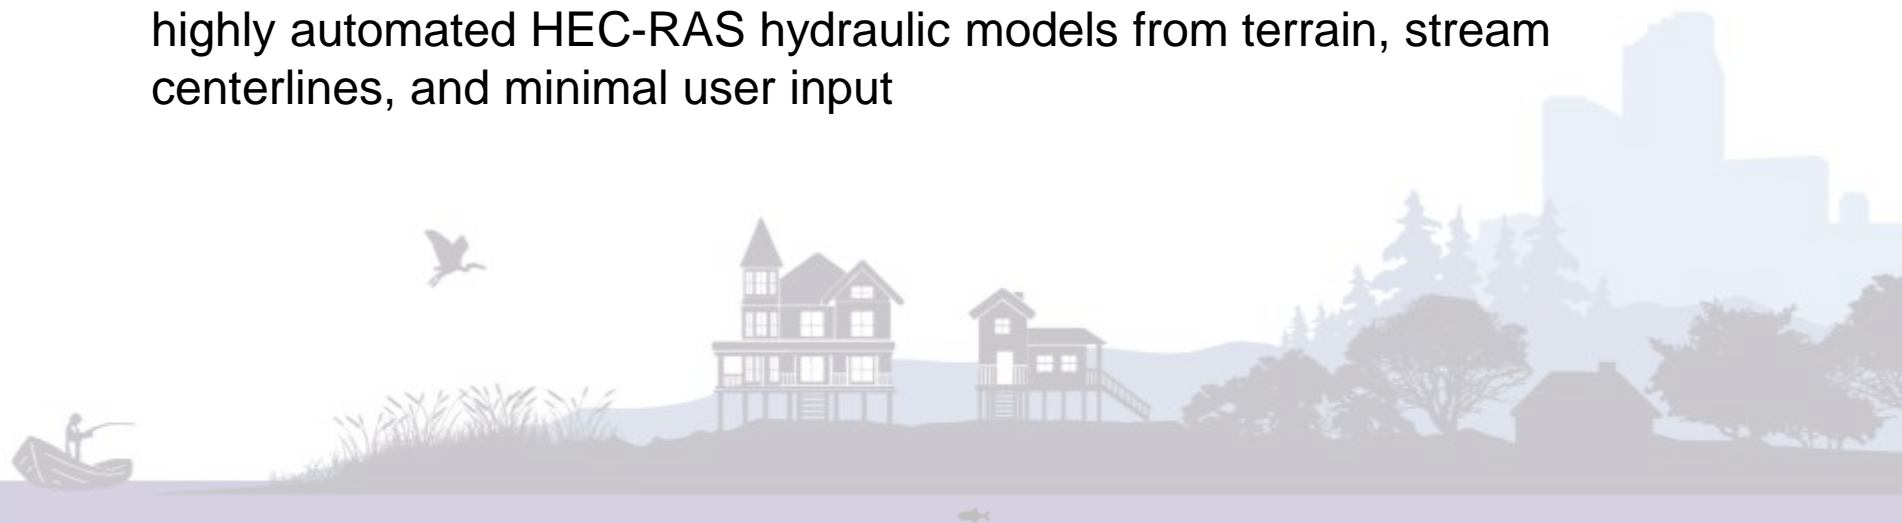 highly automated HEC-RAS hydraulic models from terrain, stream
centerlines, and minimal user input